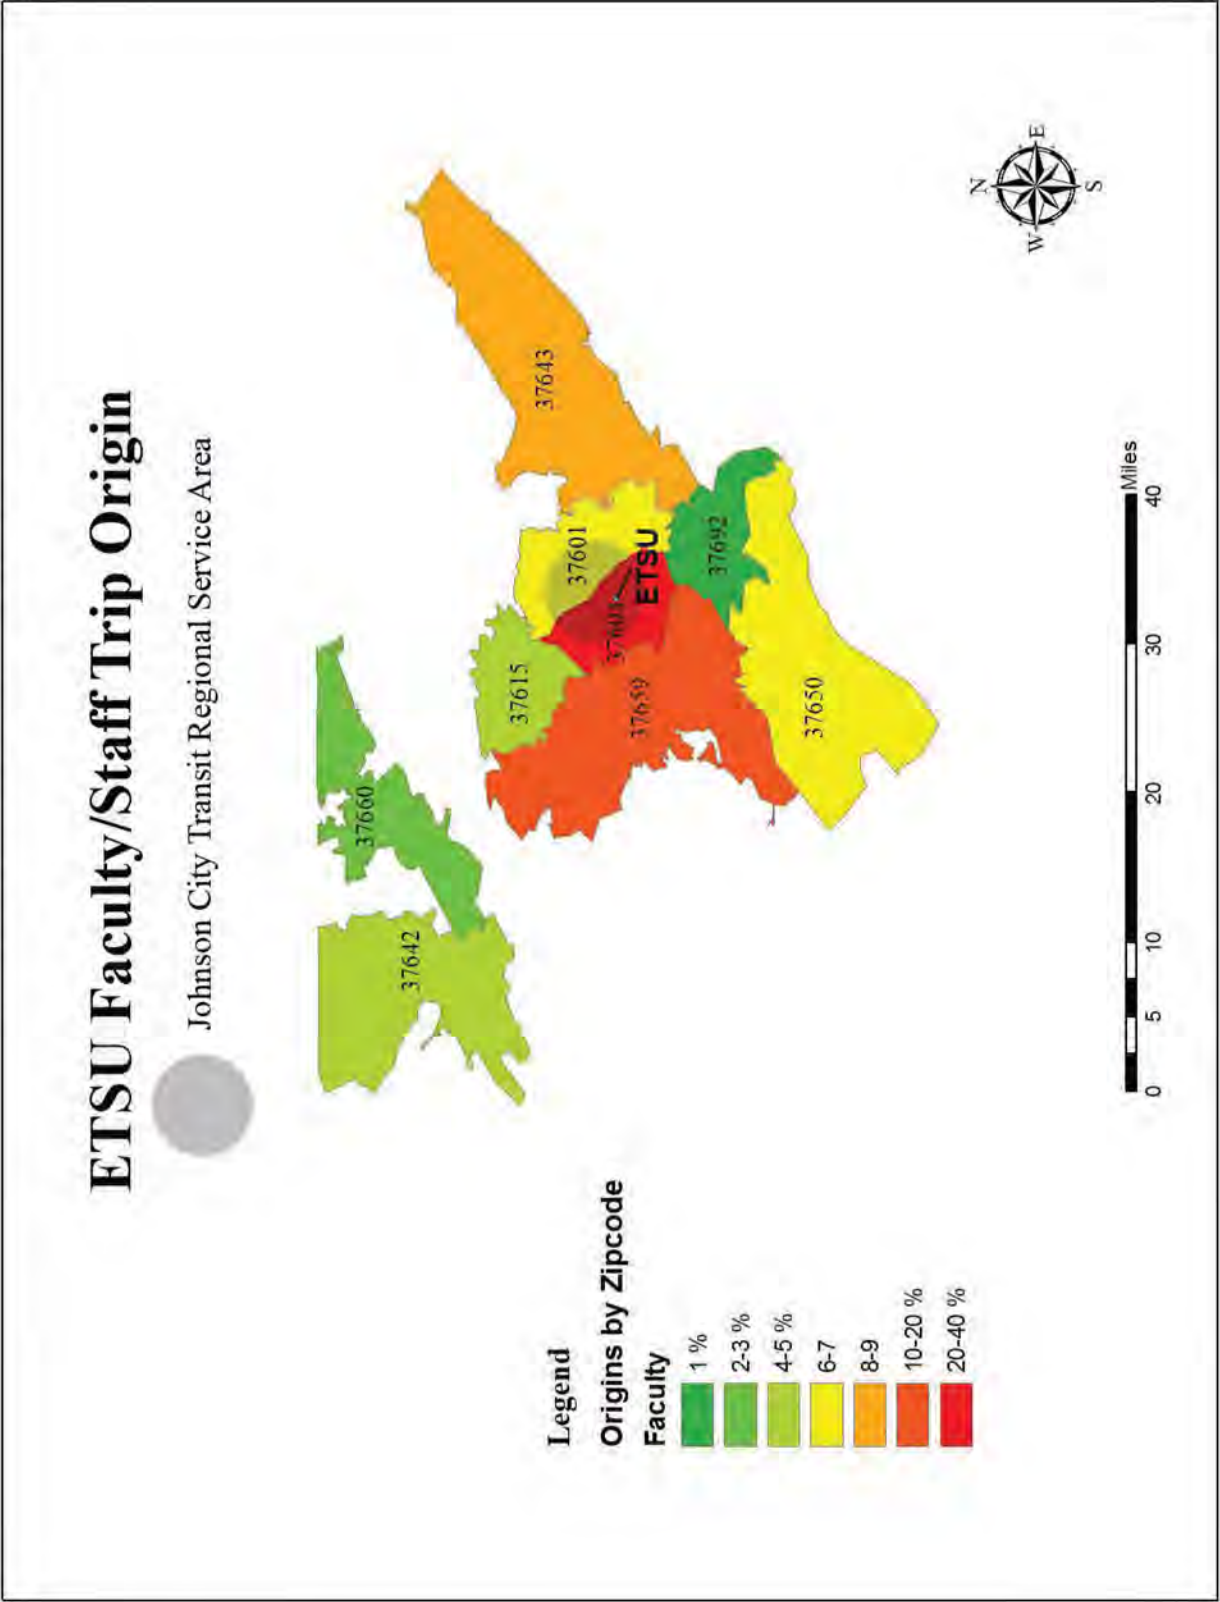 ETSU Faculty/Staff Trip Origin
Johnson City Transit Regional Service Area
37660
37642
37643
37615
37601
ETSU
37659
37692
37650
N
W
E
S
Legend
Origins by Zipcode
Faculty
1 %
2-3 %
4-5 %
6-7
8-9
10-20 %
20-40 %
Miles
0 5 10 20 30 40